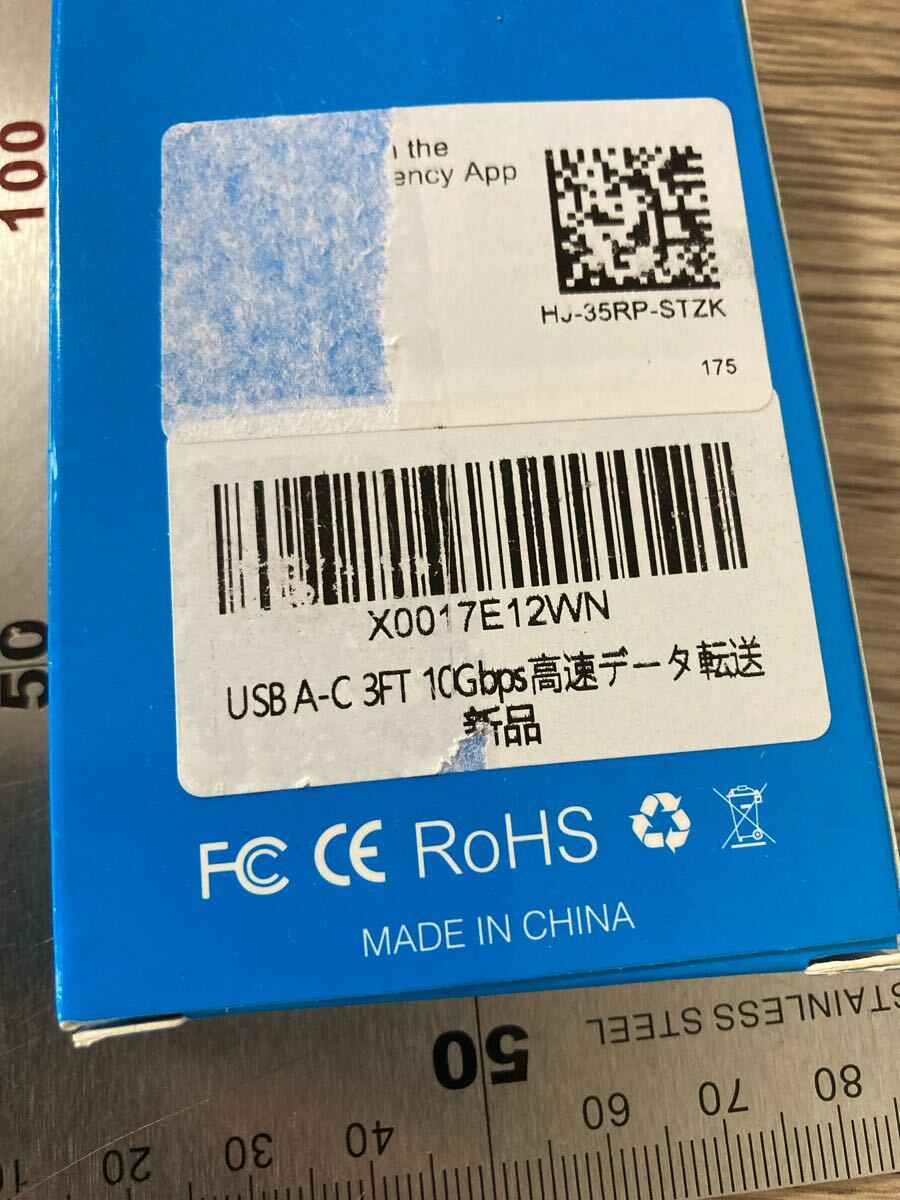 the
App
HJ-35RP-STZK
175
X0017E12WN
USB A-C 3FT 10Gbps高速データ転送
新品
FC CE RoHS
MADE IN CHINA
100
50
STAINLESS STEEL
50
20 30 40 60 70 80